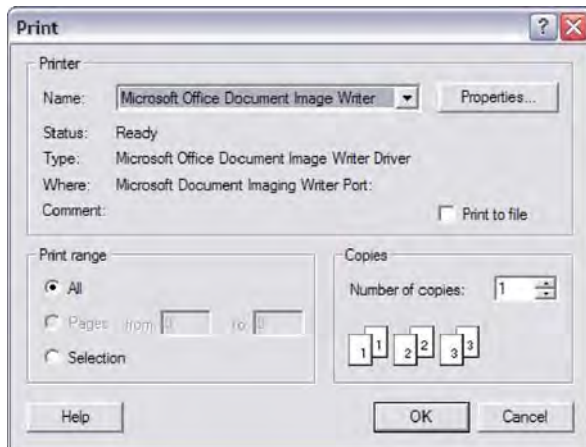 Print
Printer
Name: Microsoft Office Document Image Writer Properties...
Status: Ready
Type: Microsoft Office Document Image Writer Driver
Where: Microsoft Document Imaging Writer Port:
Comment: Print to file
Print range
All
Pages from: 0 to: 0
Selection
Copies
Number of copies: 1
1 1 2 2 3 3
Help OK Cancel